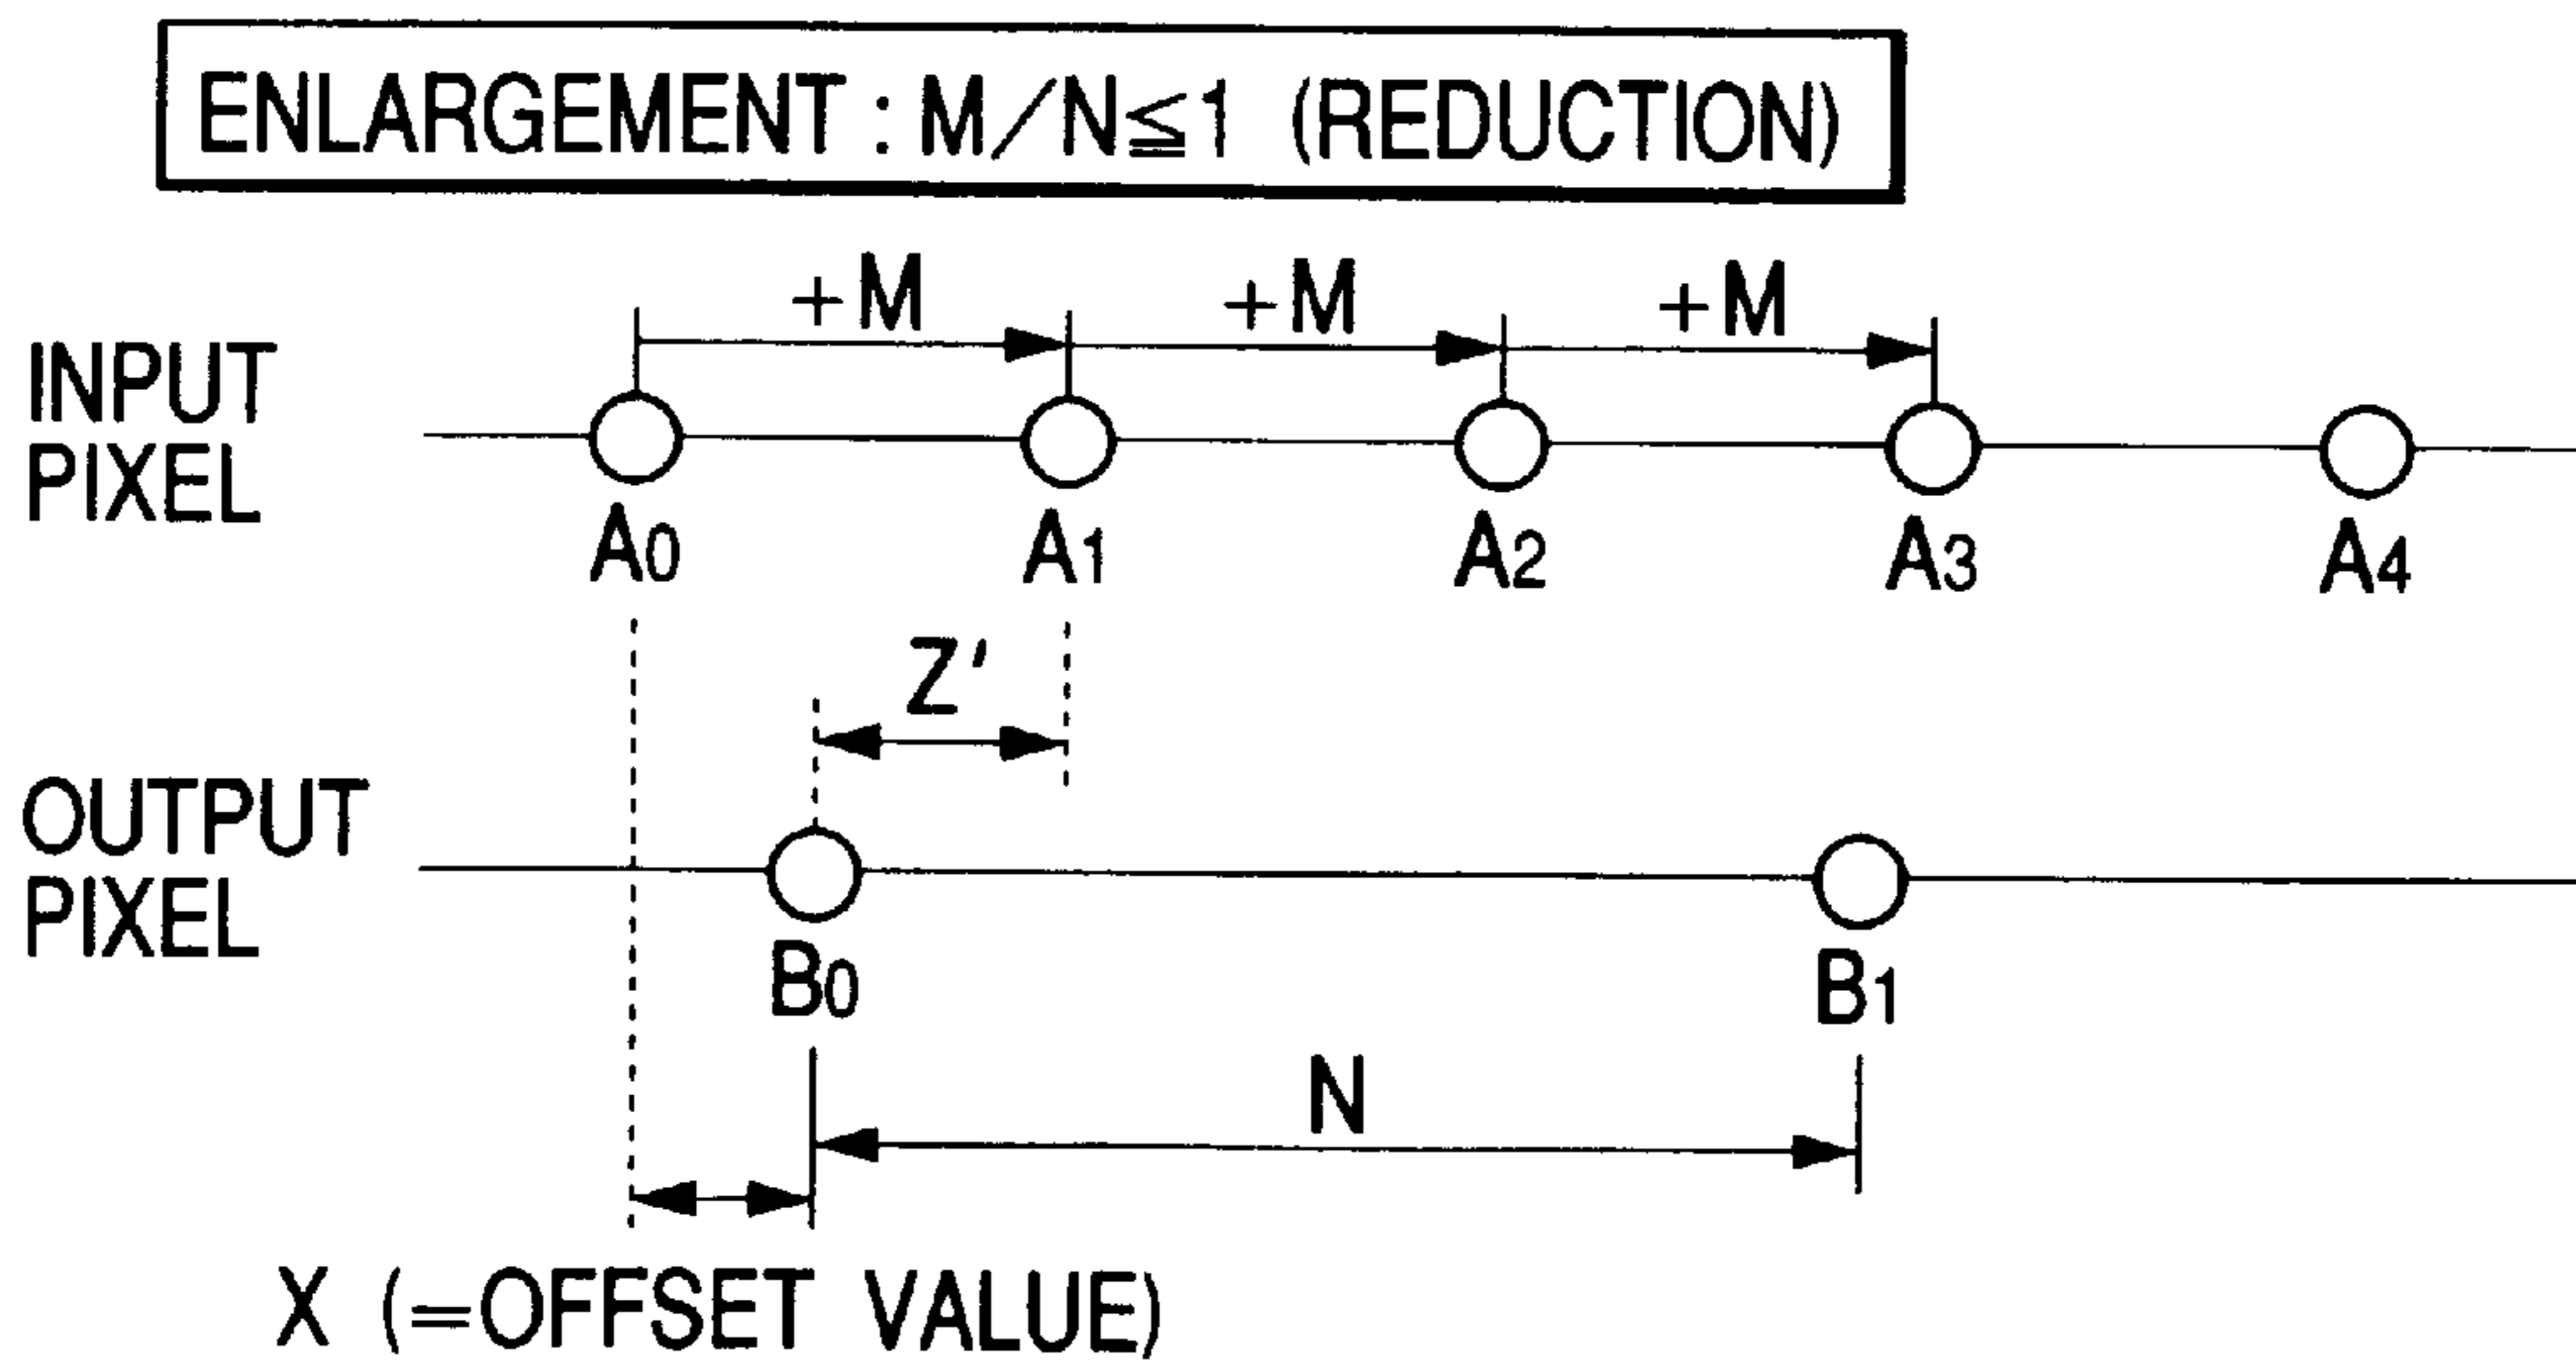 ENLARGEMENT : M/N≦1 (REDUCTION)
+M +M +M
INPUT
PIXEL
A0 A1 A2 A3 A4
Z'
OUTPUT
PIXEL
B0 B1
N
X (=OFFSET VALUE)